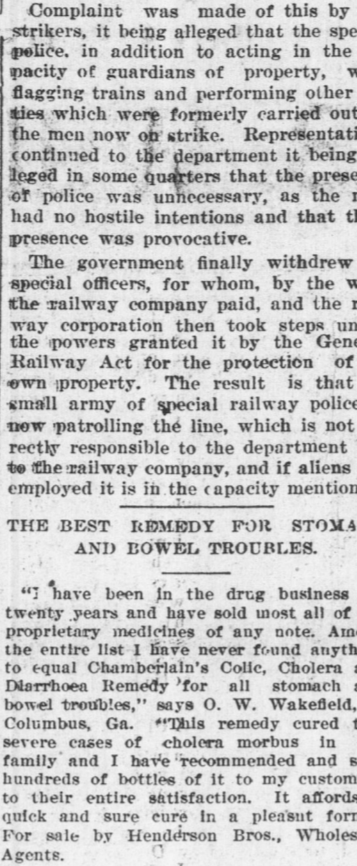 Complaint was made of this by
strikers, it being alleged that the spe
police. in addition to acting in the
pacity of guardians of property, w
flagging trains and performing other
ties which were formerly carried out
the men now on strike. Representati
continued to the department it being
leged in some quarters that the prese
of police was unnecessary, as the r
had no hostile intentions and that th
presence was provocative.
The government finally withdrew
special officers, for whom, by the w
the railway company paid, and the r
way corporation then took steps un
the powers granted it by the Gene
Railway Act for the protection of
own property. The result is that
small army of special railway police
now patrolling the line, which is not
rectly responsible to the department
to the railway company, and if aliens
employed it is in the capacity mention
THE BEST REMEDY FOR STOMA
AND BOWEL TROUBLES.
"I have been in the drug business
twenty years and have sold most all of
proprietary medicines of any note. Amo
the entire list I have never found anyth
to equal Chamberlain's Colic, Cholera a
Diarrhoea Remedy for all stomach a
bowel troubles," says O. W. Wakefield,
Columbus, Ga. "This remedy cured t
severe cases of cholera morbus in
family and I have recommended and s
hundreds of bottles of it to my custom
to their entire satisfaction. It affords
quick and sure cure in a pleasant form
For sale by Henderson Bros., Wholes
Agents.